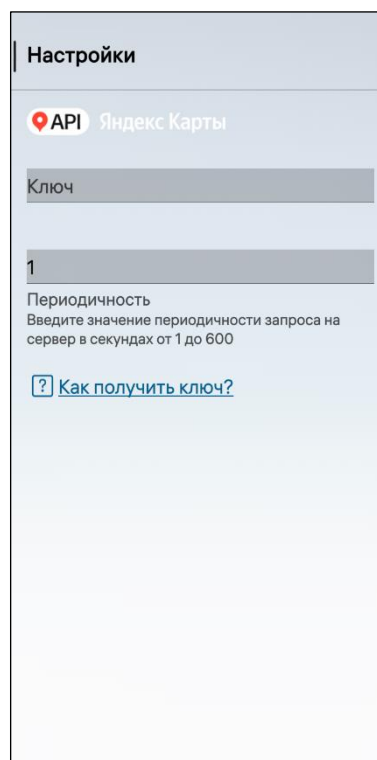 Настройки
API Яндекс Карты
Ключ
1
Периодичность
Введите значение периодичности запроса на
сервер в секундах от 1 до 600
? Как получить ключ?